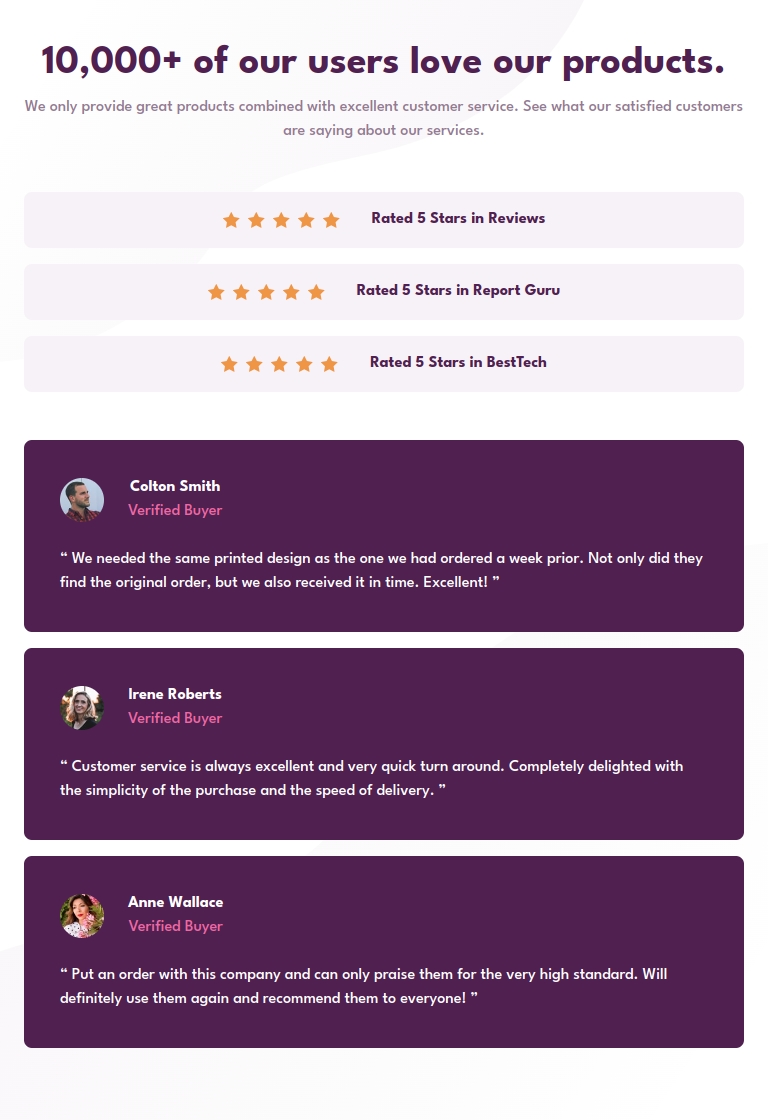 10,000+ of our users love our products.
We only provide great products combined with excellent customer service. See what our satisfied customers
are saying about our services.
Rated 5 Stars in Reviews
Rated 5 Stars in Report Guru
Rated 5 Stars in BestTech
Colton Smith
Verified Buyer
“ We needed the same printed design as the one we had ordered a week prior. Not only did they
find the original order, but we also received it in time. Excellent! ”
Irene Roberts
Verified Buyer
“ Customer service is always excellent and very quick turn around. Completely delighted with
the simplicity of the purchase and the speed of delivery. ”
Anne Wallace
Verified Buyer
“ Put an order with this company and can only praise them for the very high standard. Will
definitely use them again and recommend them to everyone! ”